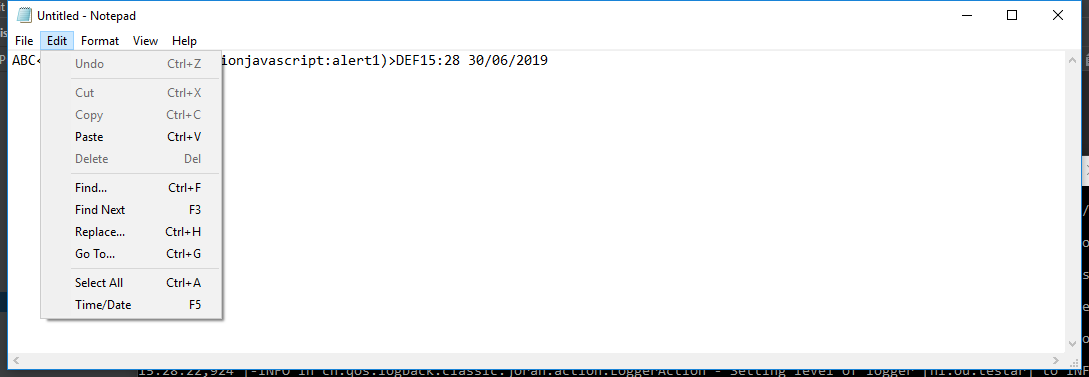 Untitled - Notepad
File Edit Format View Help
ABC< ionjavascript:alert1)>DEF15:28 30/06/2019
Undo Ctrl+Z
Cut Ctrl+X
Copy Ctrl+C
Paste Ctrl+V
Delete Del
Find... Ctrl+F
Find Next F3
Replace... Ctrl+H
Go To... Ctrl+G
Select All Ctrl+A
Time/Date F5
15:28:22,924 |-INFO in ch.qos.logback.classic.joran.action.LoggerAction - Setting level of logger [nl.ou.testar] to INF